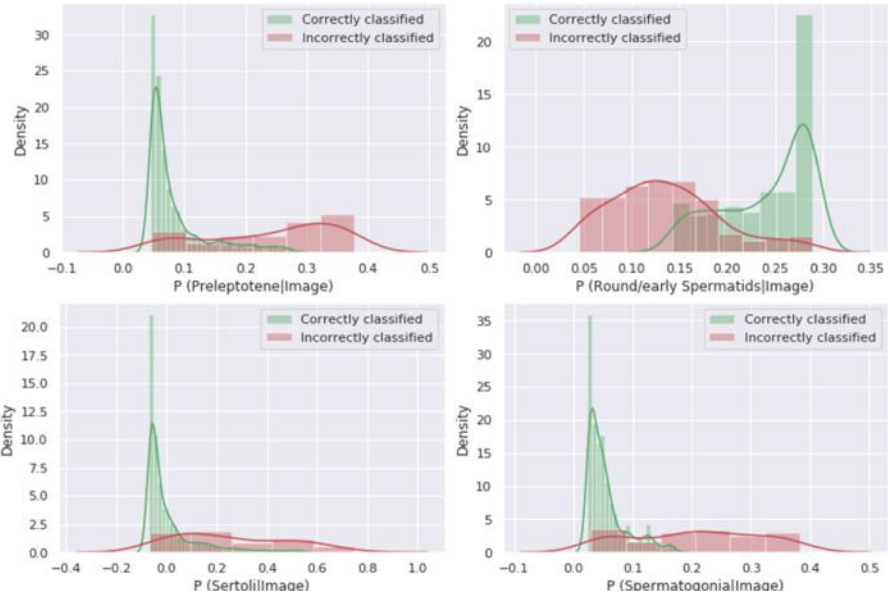 Correctly classified
Incorrectly classified
Density
30
25
20
15
10
5
0
-0.1 0.0 0.1 0.2 0.3 0.4 0.5
P (Preleptotene|Image)
Correctly classified
Incorrectly classified
Density
20
15
10
5
0
0.00 0.05 0.10 0.15 0.20 0.25 0.30 0.35
P (Round/early Spermatids|Image)
Correctly classified
Incorrectly classified
Density
20.0
17.5
15.0
12.5
10.0
7.5
5.0
2.5
0.0
−0.4 −0.2 0.0 0.2 0.4 0.6 0.8 1.0
P (Sertoli|Image)
Correctly classified
Incorrectly classified
Density
35
30
25
20
15
10
5
0
-0.1 0.0 0.1 0.2 0.3 0.4 0.5
P (Spermatogonia|Image)